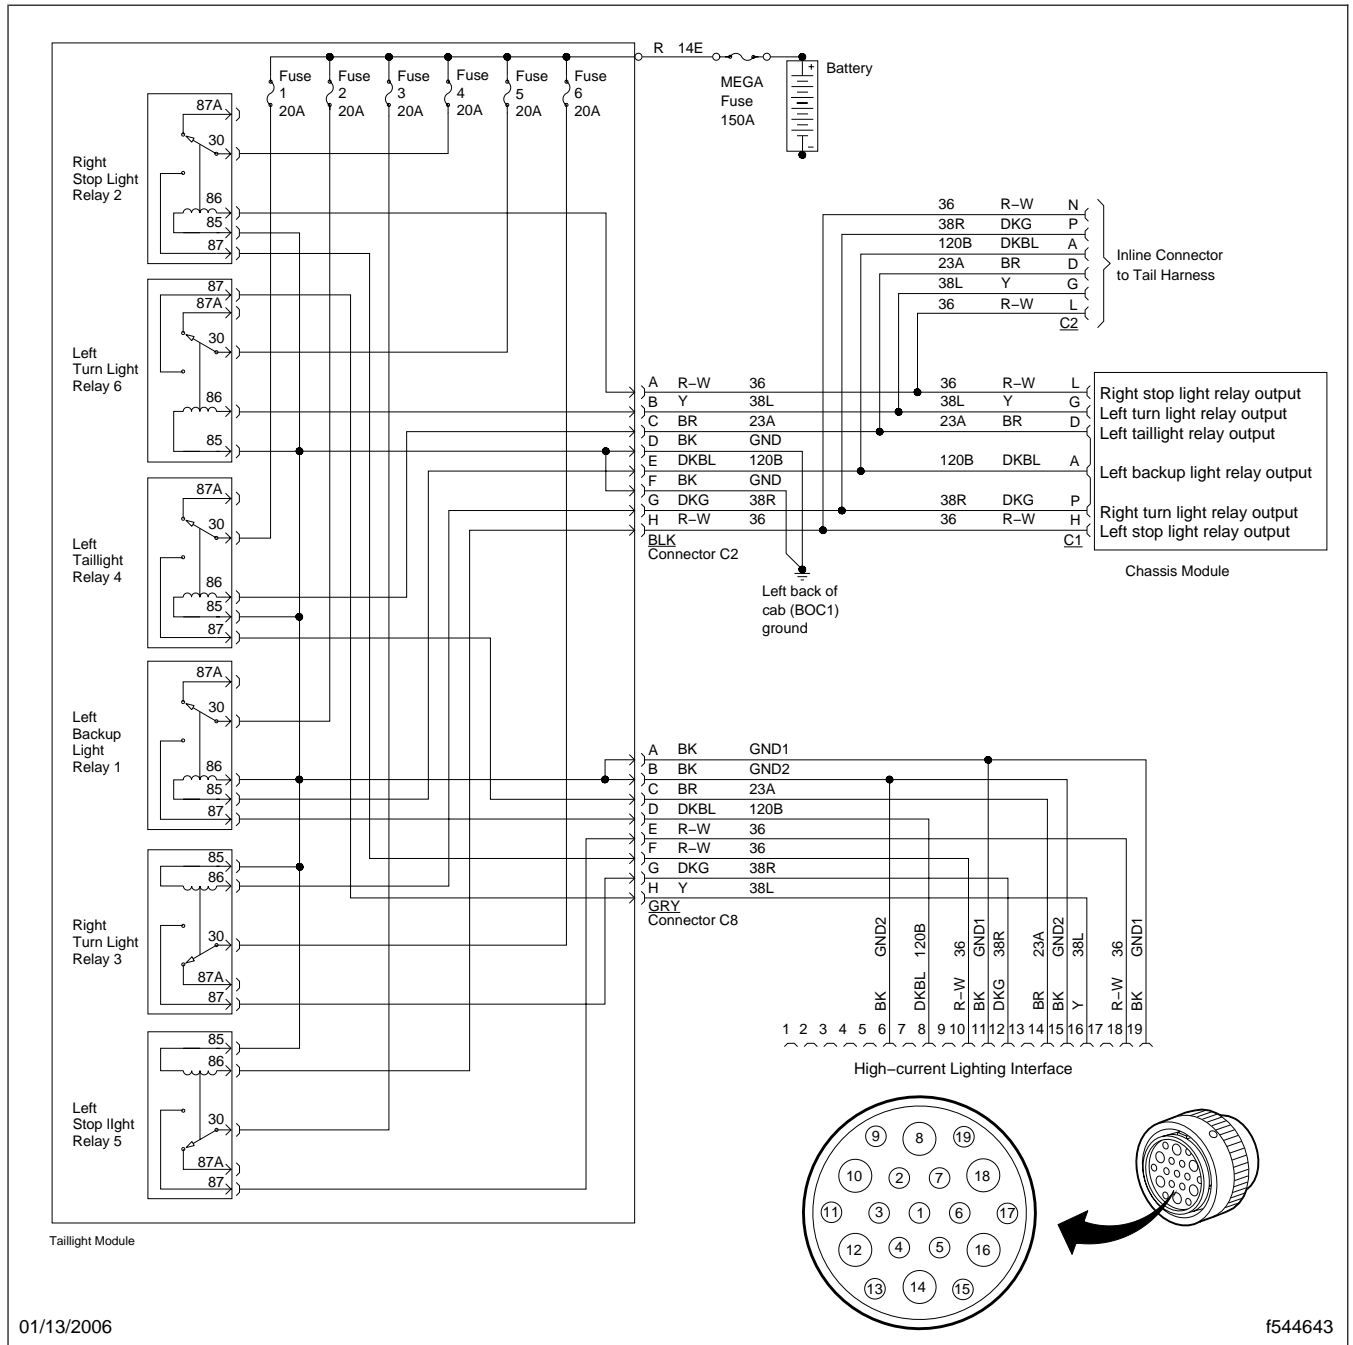 R 14E
Fuse 1 20A
Fuse 2 20A
Fuse 3 20A
Fuse 4 20A
Fuse 5 20A
Fuse 6 20A
MEGA
Fuse
150A
+
Battery
−
Right
Stop Light
Relay 2
87A
30
86
85
87
Left
Turn Light
Relay 6
87
87A
30
86
85
Left
Taillight
Relay 4
87A
30
86
85
87
Left
Backup
Light
Relay 1
87A
30
86
85
87
Right
Turn Light
Relay 3
85
86
30
87A
87
Left
Stop lIght
Relay 5
85
86
30
87A
87
Taillight Module
36 R−W N
38R DKG P
120B DKBL A
23A BR D
38L Y G
36 R−W L
C2
Inline Connector
to Tail Harness
A R−W 36
B Y 38L
C BR 23A
D BK GND
E DKBL 120B
F BK GND
G DKG 38R
H R−W 36
BLK
Connector C2
36 R−W L Right stop light relay output
38L Y G Left turn light relay output
23A BR D Left taillight relay output
120B DKBL A Left backup light relay output
38R DKG P Right turn light relay output
36 R−W H Left stop light relay output
C1
Chassis Module
Left back of
cab (BOC1)
ground
A BK GND1
B BK GND2
C BR 23A
D DKBL 120B
E R−W 36
F R−W 36
G DKG 38R
H Y 38L
GRY
Connector C8
BK GND2
DKBL 120B
R−W 36
BK GND1
DKG 38R
BR 23A
BK GND2
Y 38L
R−W 36
BK GND1
1 2 3 4 5 6 7 8 9 10 11 12 13 14 15 16 17 18 19
High−current Lighting Interface
9 8 19
10 2 7 18
11 3 1 6 17
12 4 5 16
13 14 15
01/13/2006
f544643